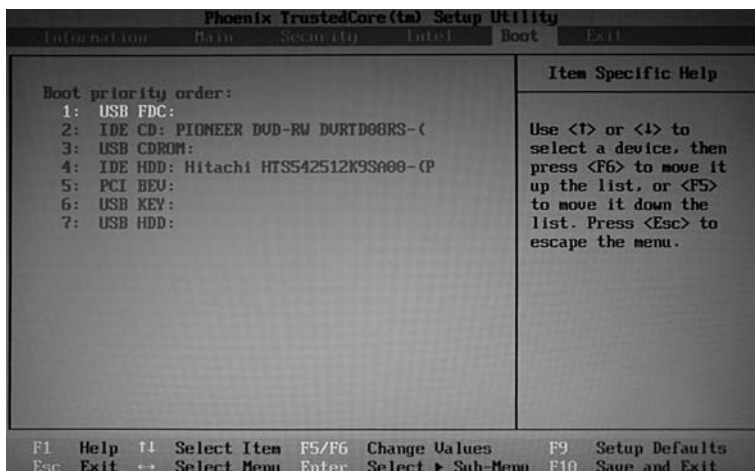 Phoenix TrustedCore(tm) Setup Utility
Information Main Security Intel Boot Exit
Boot priority order:
1: USB FDC:
2: IDE CD: PIONEER DVD-RW DVRTD08RS-(
3: USB CDROM:
4: IDE HDD: Hitachi HTS542512K9SA00-(P
5: PCI BEV:
6: USB KEY:
7: USB HDD:
Item Specific Help
Use <↑> or <↓> to
select a device, then
press <F6> to move it
up the list, or <F5>
to move it down the
list. Press <Esc> to
escape the menu.
F1 Help ↑↓ Select Item F5/F6 Change Values F9 Setup Defaults
Esc Exit ↔ Select Menu Enter Select ▶ Sub-Menu F10 Save and Exit